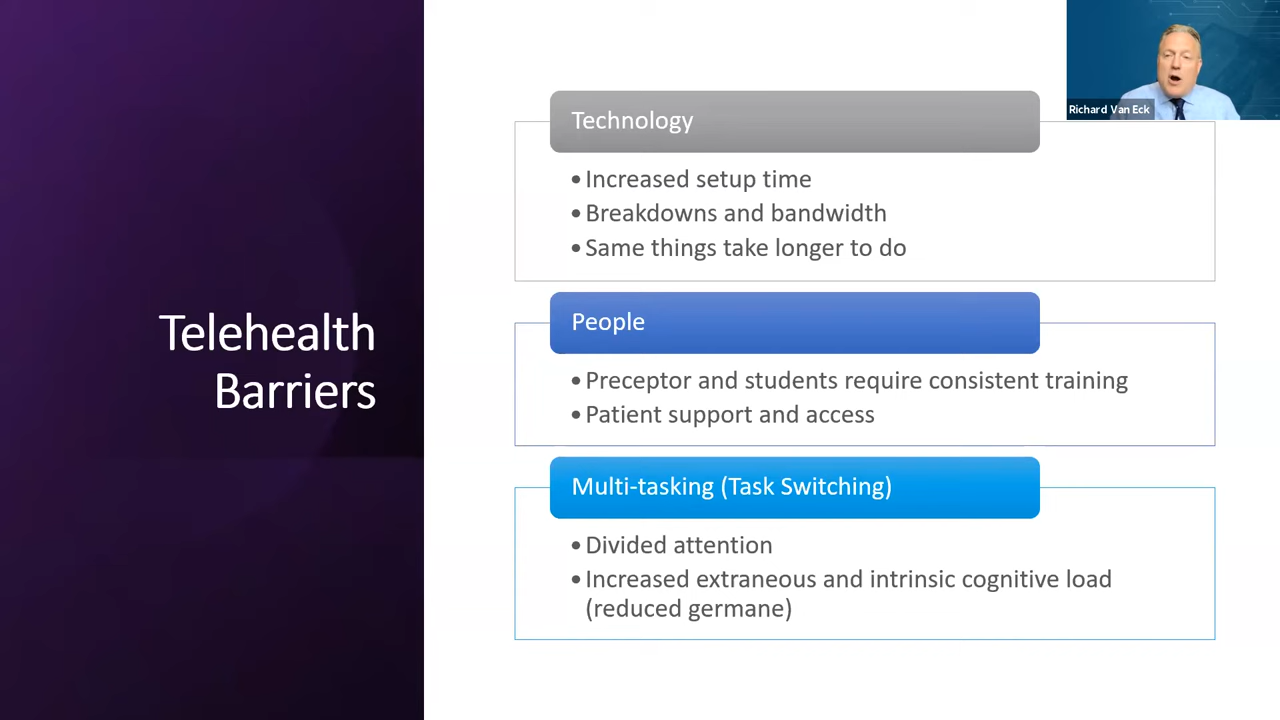 Telehealth
Barriers
Technology
•Increased setup time
•Breakdowns and bandwidth
•Same things take longer to do
People
•Preceptor and students require consistent training
•Patient support and access
Multi-tasking (Task Switching)
•Divided attention
•Increased extraneous and intrinsic cognitive load
(reduced germane)
Richard Van Eck